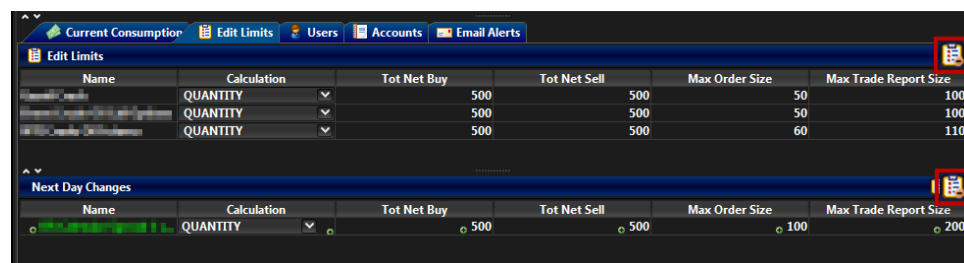 Current Consumption Edit Limits Users Accounts Email Alerts
Edit Limits
Name Calculation Tot Net Buy Tot Net Sell Max Order Size Max Trade Report Size
QUANTITY 500 500 50 100
QUANTITY 500 500 50 100
QUANTITY 500 500 60 110
Next Day Changes
Name Calculation Tot Net Buy Tot Net Sell Max Order Size Max Trade Report Size
QUANTITY 500 500 100 200